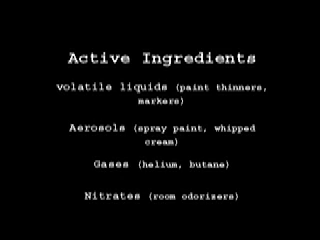 Active Ingredients
volatile liquids (paint thinners,
markers)
Aerosols (spray paint, whipped
cream)
Gases (helium, butane)
Nitrates (room odorizers)